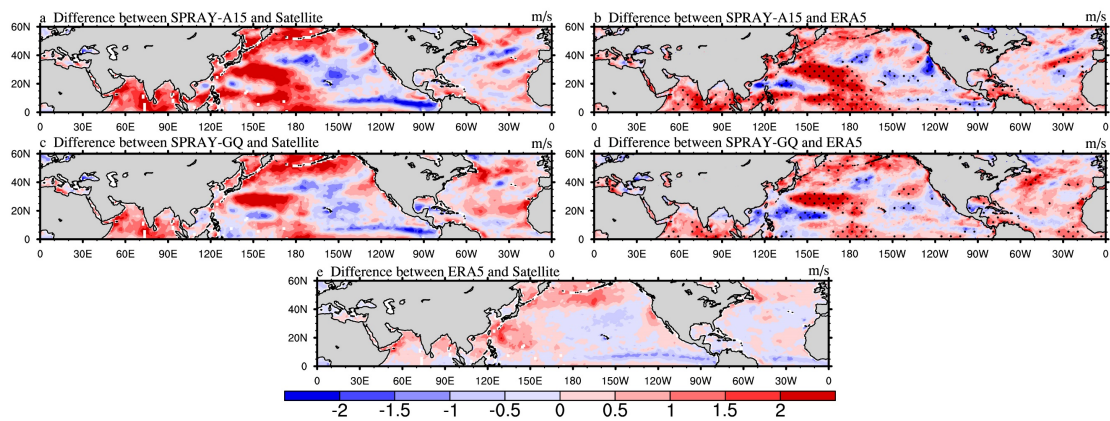 a Difference between SPRAY-A15 and Satellite m/s
60N
40N
20N
0
0 30E 60E 90E 120E 150E 180 150W 120W 90W 60W 30W 0
b Difference between SPRAY-A15 and ERA5 m/s
60N
40N
20N
0
0 30E 60E 90E 120E 150E 180 150W 120W 90W 60W 30W 0
c Difference between SPRAY-GQ and Satellite m/s
60N
40N
20N
0
0 30E 60E 90E 120E 150E 180 150W 120W 90W 60W 30W 0
d Difference between SPRAY-GQ and ERA5 m/s
60N
40N
20N
0
0 30E 60E 90E 120E 150E 180 150W 120W 90W 60W 30W 0
e Difference between ERA5 and Satellite m/s
60N
40N
20N
0
0 30E 60E 90E 120E 150E 180 150W 120W 90W 60W 30W 0
-2 -1.5 -1 -0.5 0 0.5 1 1.5 2